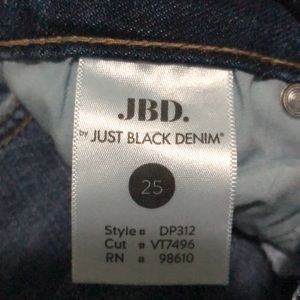 JBD.
by JUST BLACK DENIM®
25
Style # DP312
Cut # VT7496
RN # 98610